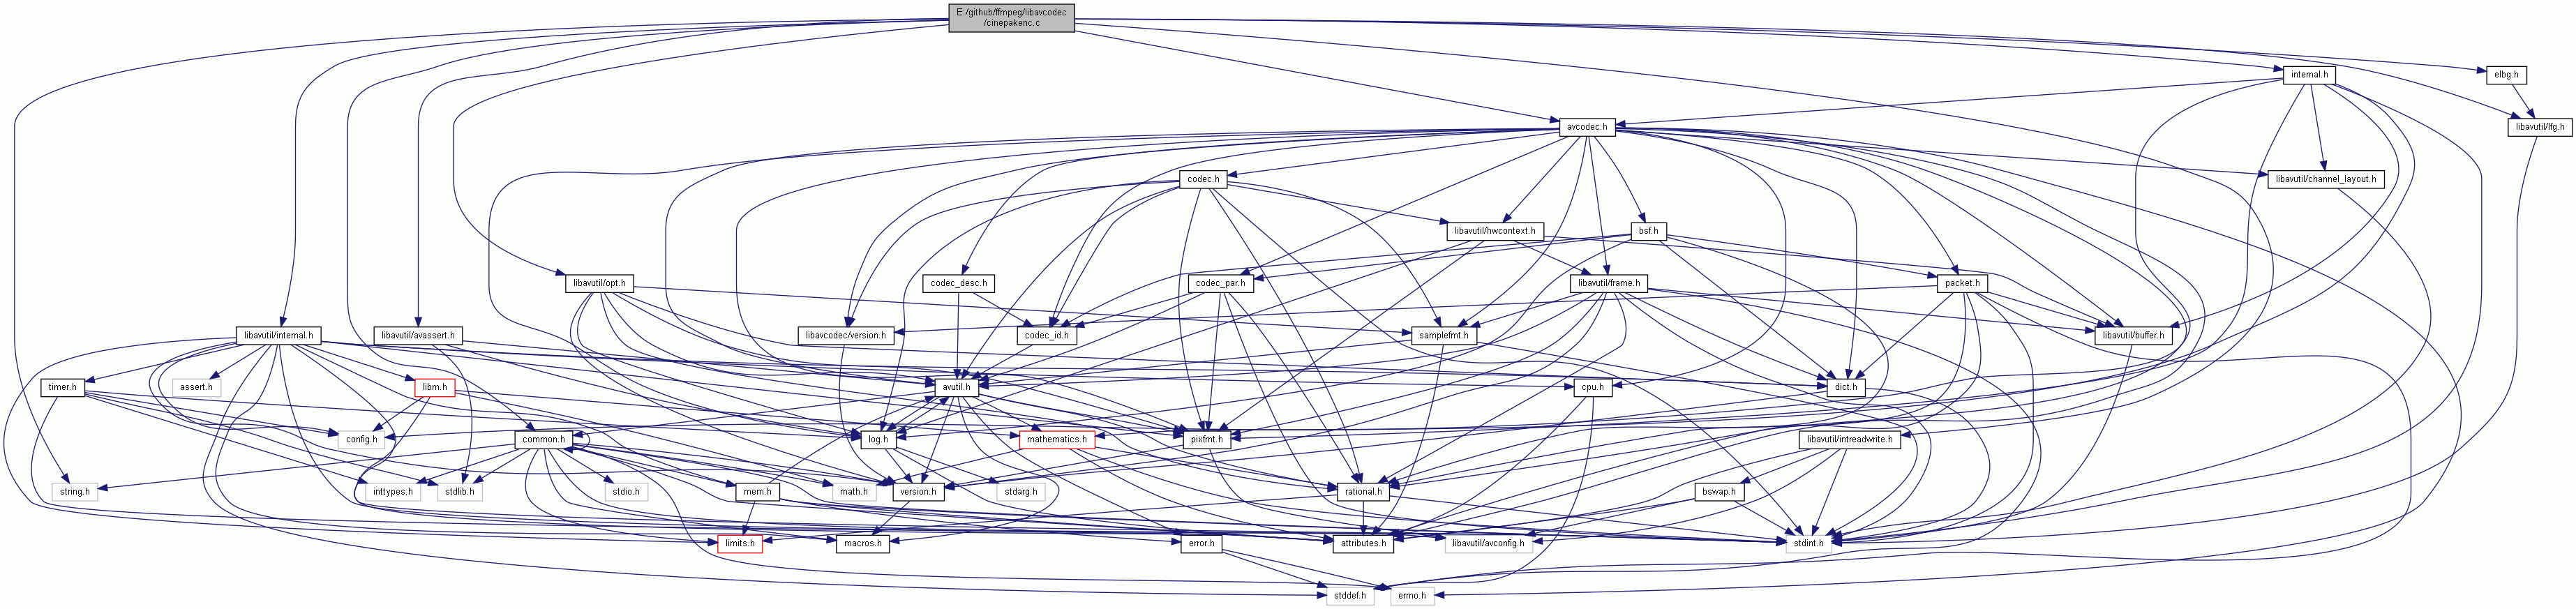 E:/github/ffmpeg/libavcodec
/cinepakenc.c
internal.h
elbg.h
avcodec.h
libavutil/lfg.h
codec.h
libavutil/channel_layout.h
libavutil/hwcontext.h
bsf.h
libavutil/opt.h
codec_desc.h
codec_par.h
libavutil/frame.h
packet.h
libavutil/internal.h
libavutil/avassert.h
libavcodec/version.h
codec_id.h
samplefmt.h
libavutil/buffer.h
timer.h
assert.h
libm.h
avutil.h
cpu.h
dict.h
config.h
common.h
log.h
mathematics.h
pixfmt.h
libavutil/intreadwrite.h
string.h
inttypes.h
stdlib.h
stdio.h
mem.h
math.h
version.h
stdarg.h
rational.h
bswap.h
limits.h
macros.h
error.h
attributes.h
libavutil/avconfig.h
stdint.h
stddef.h
errno.h